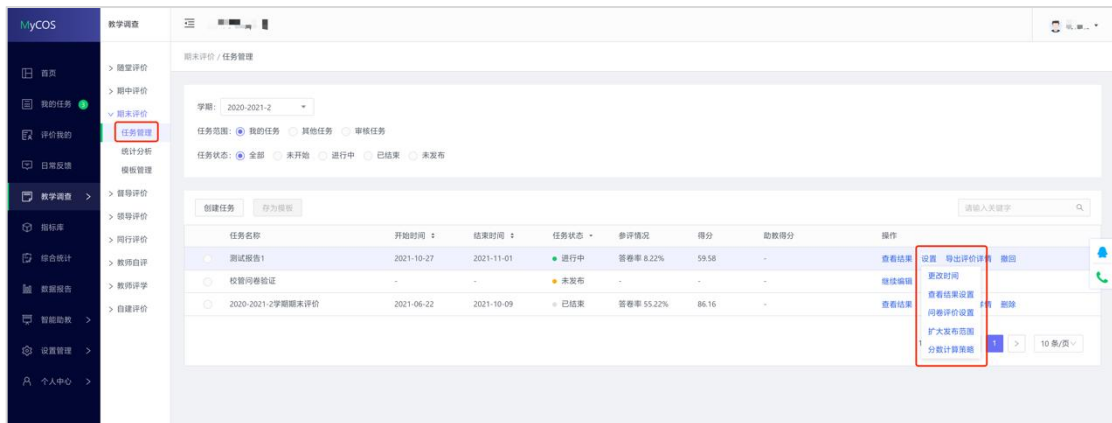 MyCOS
首页
我的任务
评价我的
日常反馈
教学调查 >
指标库
综合统计
数据报告
智能助教 >
设置管理 >
个人中心 >
教学调查
> 随堂评价
> 期中评价
期末评价
任务管理
统计分析
模板管理
> 督导评价
> 领导评价
> 同行评价
> 教师自评
> 教师评学
> 自建评价
期末评价 / 任务管理
学期: 2020-2021-2
任务范围: 我的任务 其他任务 审核任务
任务状态: 全部 未开始 进行中 已结束 未发布
创建任务 存为模板 请输入关键字
任务名称 开始时间 结束时间 任务状态 参评情况 得分 助教得分 操作
测试报告1 2021-10-27 2021-11-01 进行中 答卷率 8.22% 59.58 - 查看结果 设置 导出评价详情 撤回
校管问卷验证 - - 未发布 - - - 继续编辑
2020-2021-2学期期末评价 2021-06-22 2021-10-09 已结束 答卷率 55.22% 86.16 - 查看结果 删除
更改时间
查看结果设置
问卷评价设置
扩大发布范围
分数计算策略
1 > 10 条/页